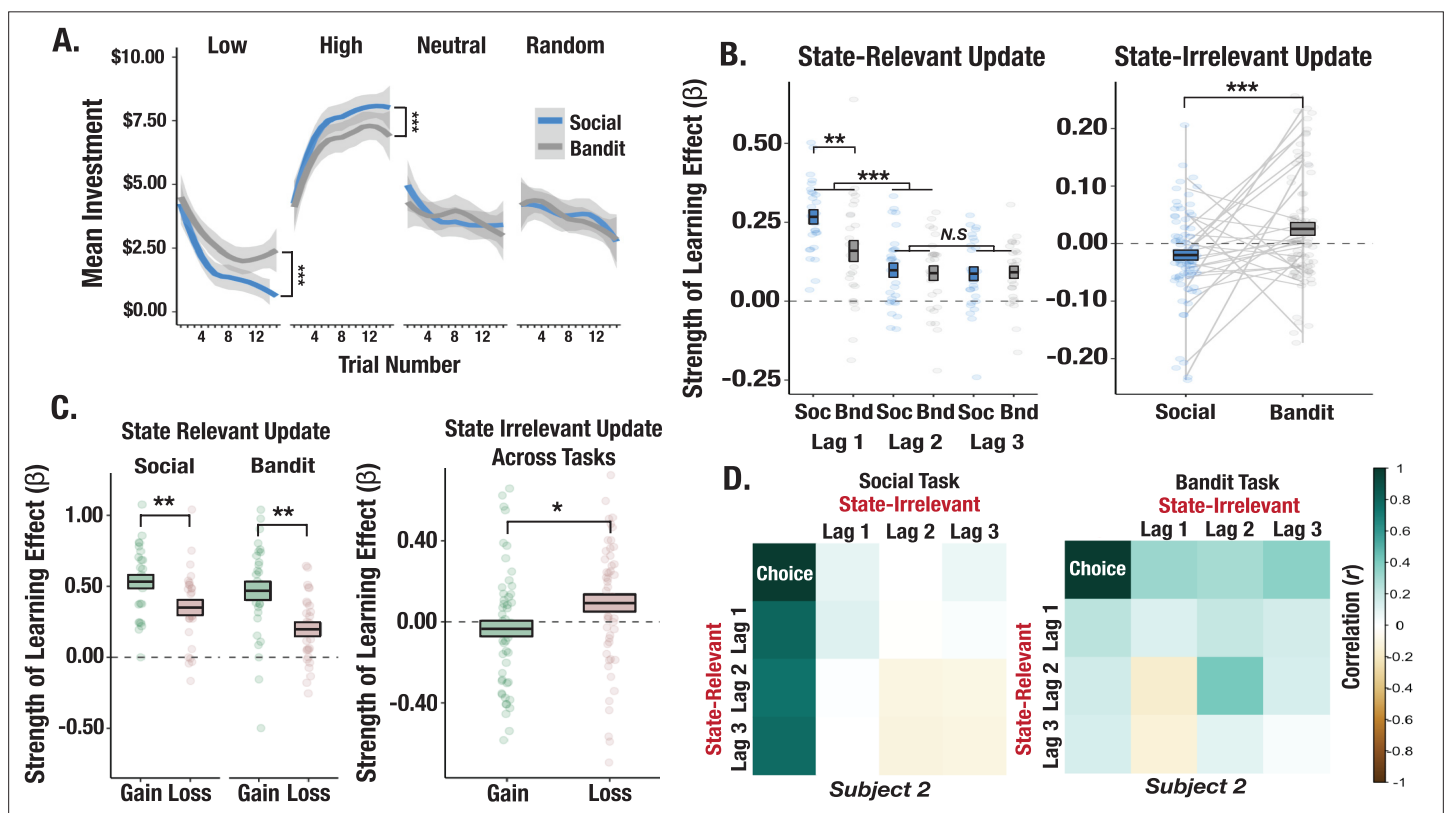 A.
Low High Neutral Random
$10.00
$7.50
$5.00
$2.50
$0.00
Mean Investment
***
***
Social
Bandit
4 8 12 4 8 12 4 8 12 4 8 12
Trial Number
B.
State-Relevant Update
Strength of Learning Effect (β)
0.50
0.25
0.00
-0.25
**
***
N.S
Soc Bnd Soc Bnd Soc Bnd
Lag 1 Lag 2 Lag 3
State-Irrelevant Update
***
0.20
0.10
0.00
-0.10
-0.20
Social Bandit
C.
State Relevant Update
Social Bandit
Strength of Learning Effect (β)
1.00
0.50
0.00
-0.50
**
**
Gain Loss Gain Loss
State Irrelevant Update
Across Tasks
Strength of Learning Effect (β)
0.40
0.00
-0.40
*
Gain Loss
D.
Social Task
State-Irrelevant
Lag 1 Lag 2 Lag 3
Choice
State-Relevant
Lag 1
Lag 2
Lag 3
Subject 2
Bandit Task
State-Irrelevant
Lag 1 Lag 2 Lag 3
Choice
State-Relevant
Lag 1
Lag 2
Lag 3
Subject 2
Correlation (r)
1
0.8
0.6
0.4
0.2
0
-0.2
-0.4
-0.6
-0.8
-1